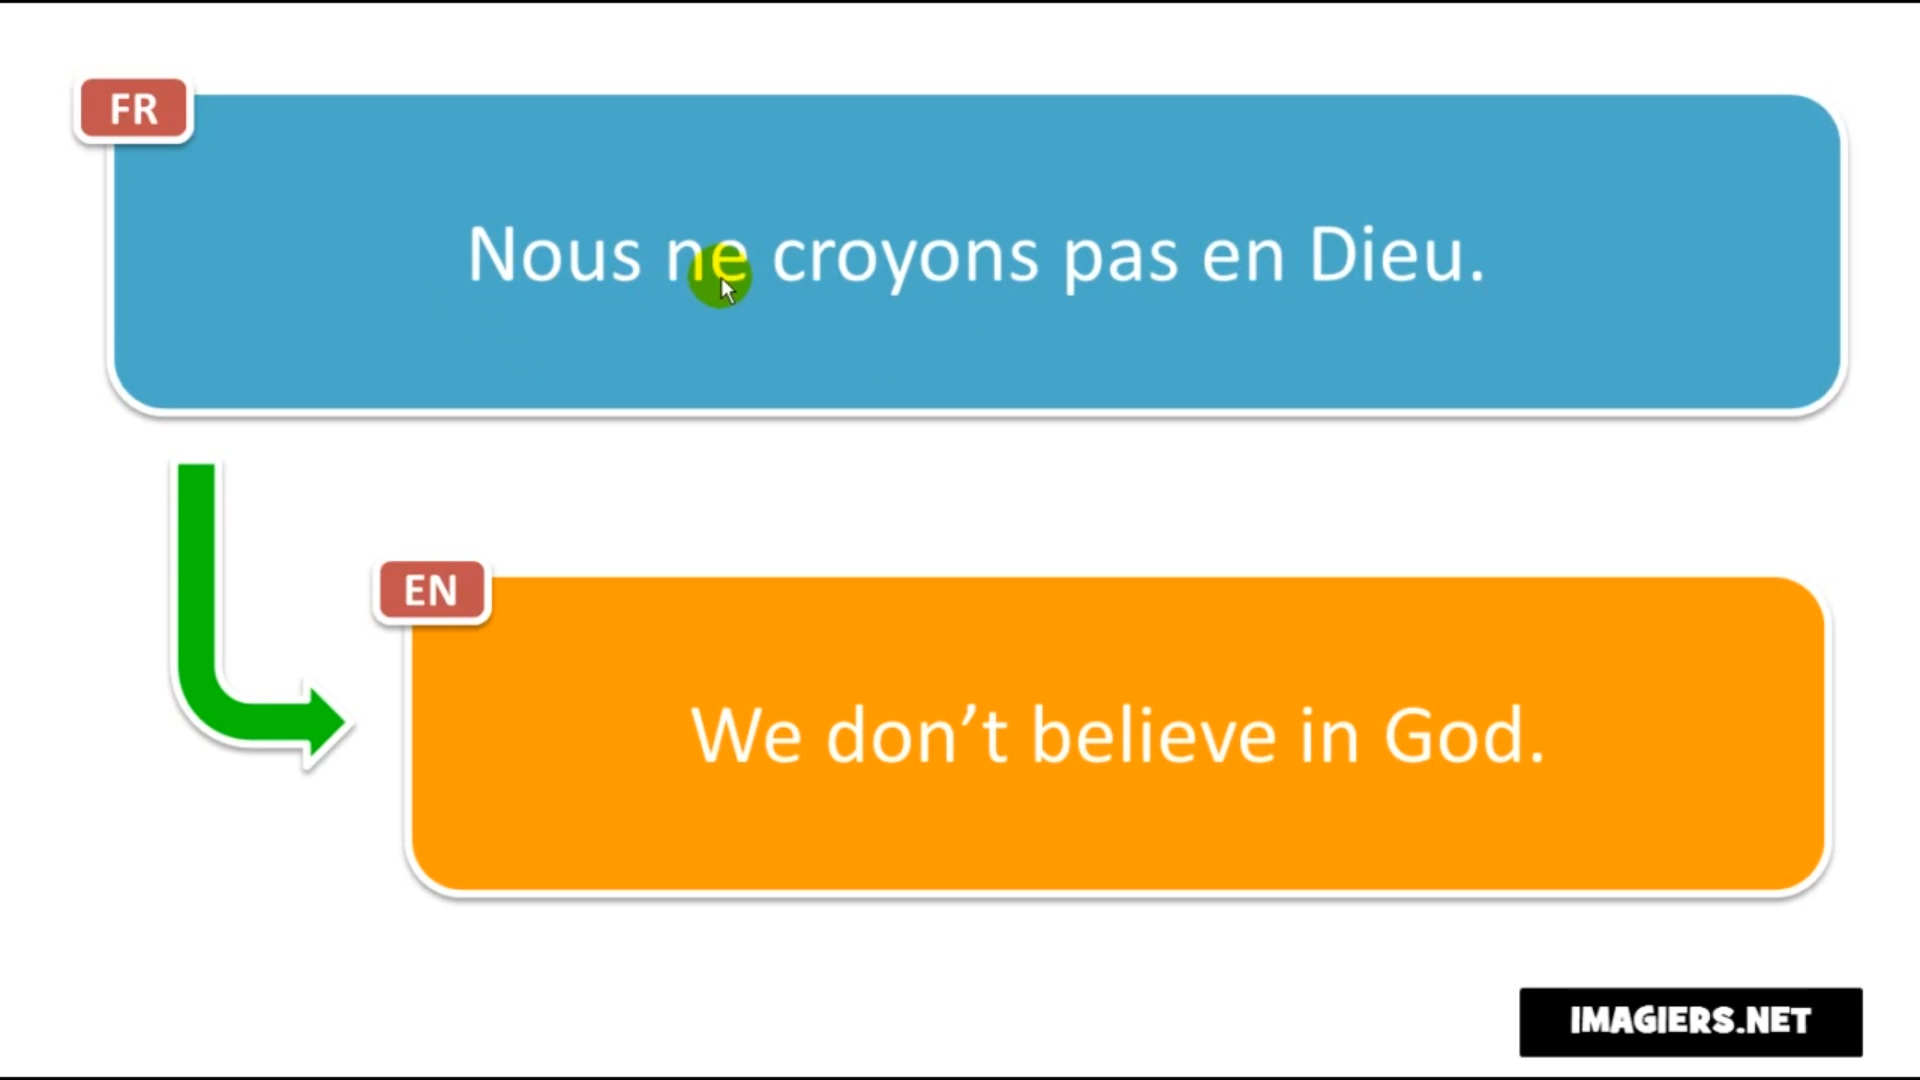 FR
Nous ne croyons pas en Dieu.
EN
We don’t believe in God.
IMAGIERS.NET